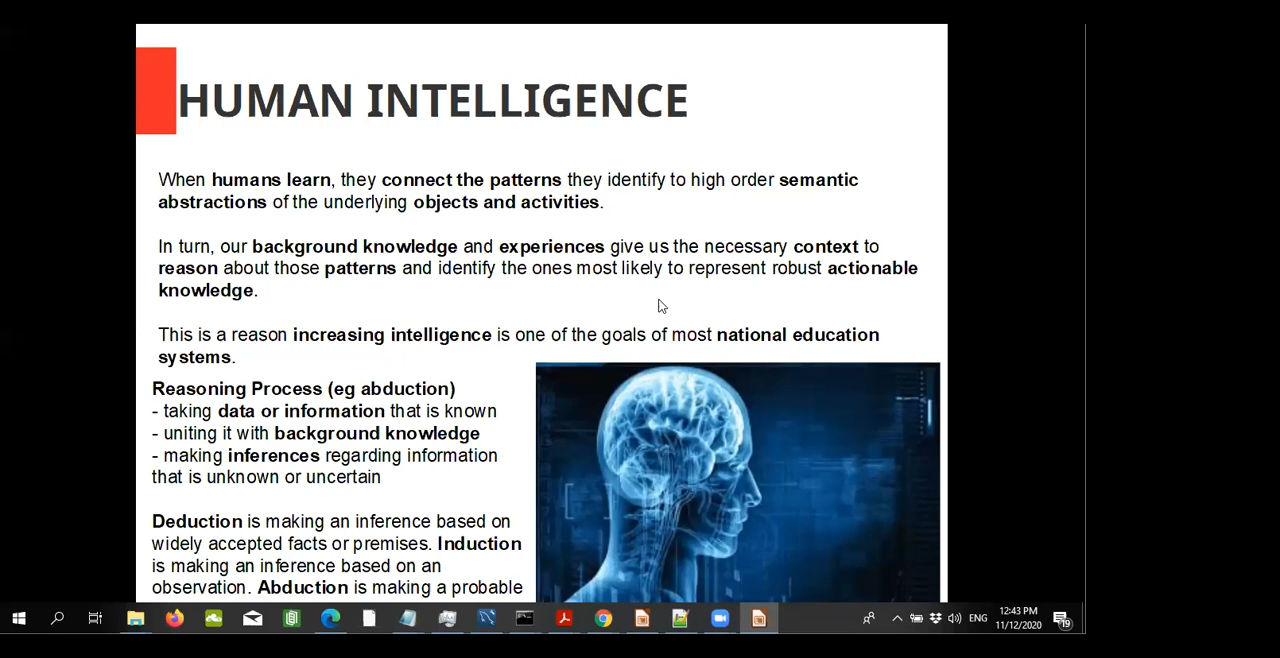 HUMAN INTELLIGENCE
When humans learn, they connect the patterns they identify to high order semantic
abstractions of the underlying objects and activities.
In turn, our background knowledge and experiences give us the necessary context to
reason about those patterns and identify the ones most likely to represent robust actionable
knowledge.
This is a reason increasing intelligence is one of the goals of most national education
systems.
Reasoning Process (eg abduction)
- taking data or information that is known
- uniting it with background knowledge
- making inferences regarding information
that is unknown or uncertain
Deduction is making an inference based on
widely accepted facts or premises. Induction
is making an inference based on an
observation. Abduction is making a probable
ENG
12:43 PM
11/12/2020
19